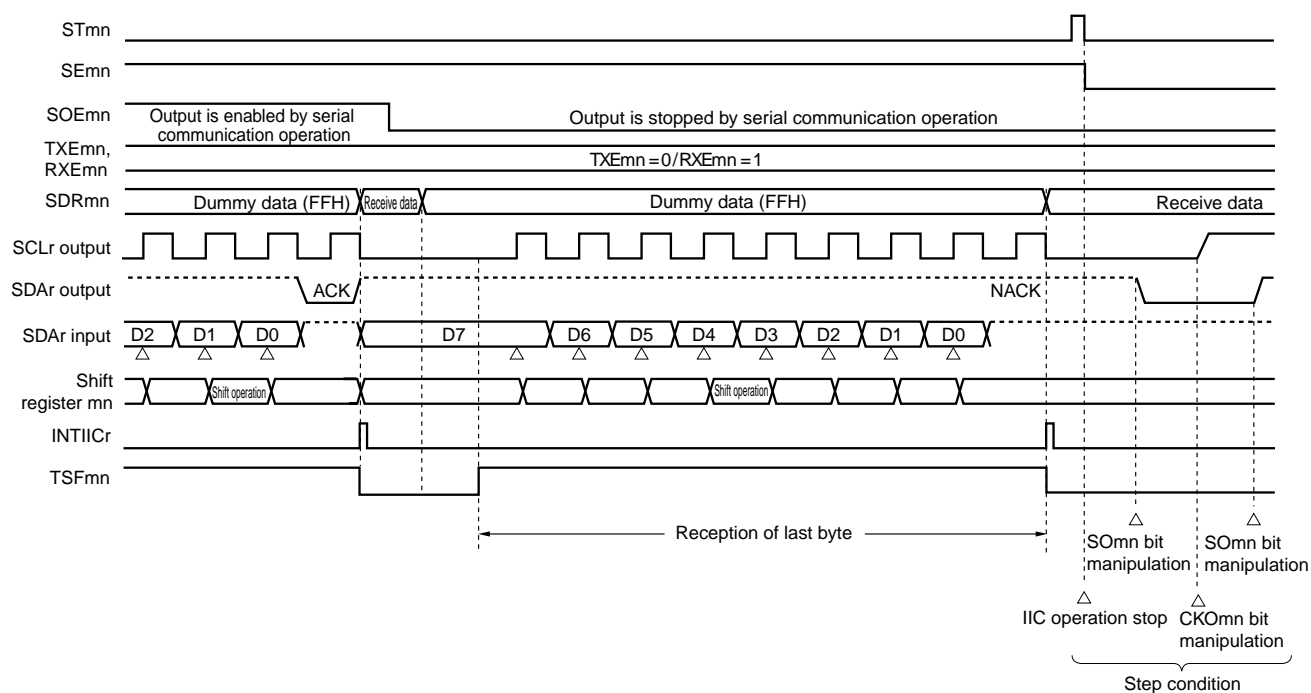 STmn
SEmn
SOEmn
Output is enabled by serial
communication operation
Output is stopped by serial communication operation
TXEmn,
RXEmn
TXEmn=0/RXEmn=1
SDRmn
Dummy data (FFH)
Receive data
Dummy data (FFH)
Receive data
SCLr output
SDAr output
ACK
NACK
SDAr input
D2 D1 D0 D7 D6 D5 D4 D3 D2 D1 D0
Shift
register mn
Shift operation
Shift operation
INTIICr
TSFmn
Reception of last byte
SOmn bit
manipulation
SOmn bit
manipulation
IIC operation stop
CKOmn bit
manipulation
Step condition